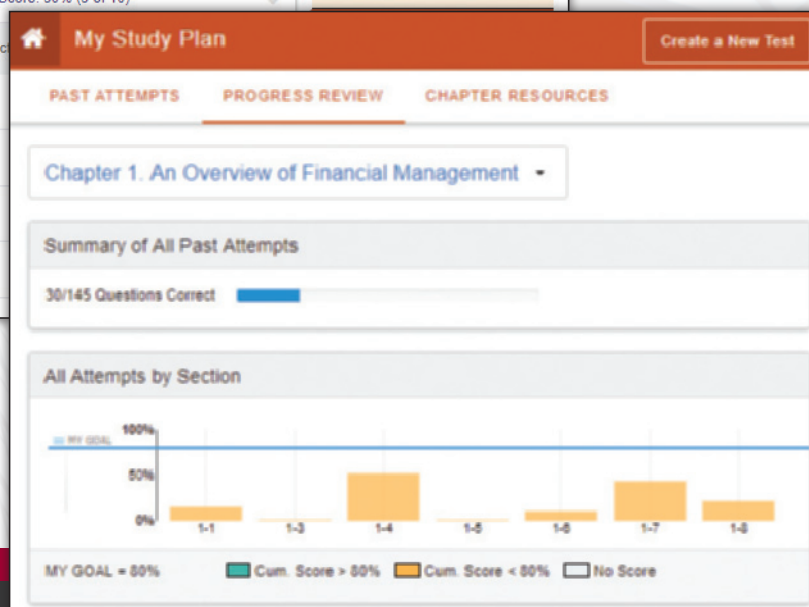 My Study Plan
Create a New Test
PAST ATTEMPTS PROGRESS REVIEW CHAPTER RESOURCES
Chapter 1. An Overview of Financial Management
Summary of All Past Attempts
30/145 Questions Correct
All Attempts by Section
100%
MY GOAL
50%
0%
1-1 1-3 1-4 1-5 1-6 1-7 1-8
MY GOAL = 80% Cum. Score > 80% Cum. Score < 80% No Score